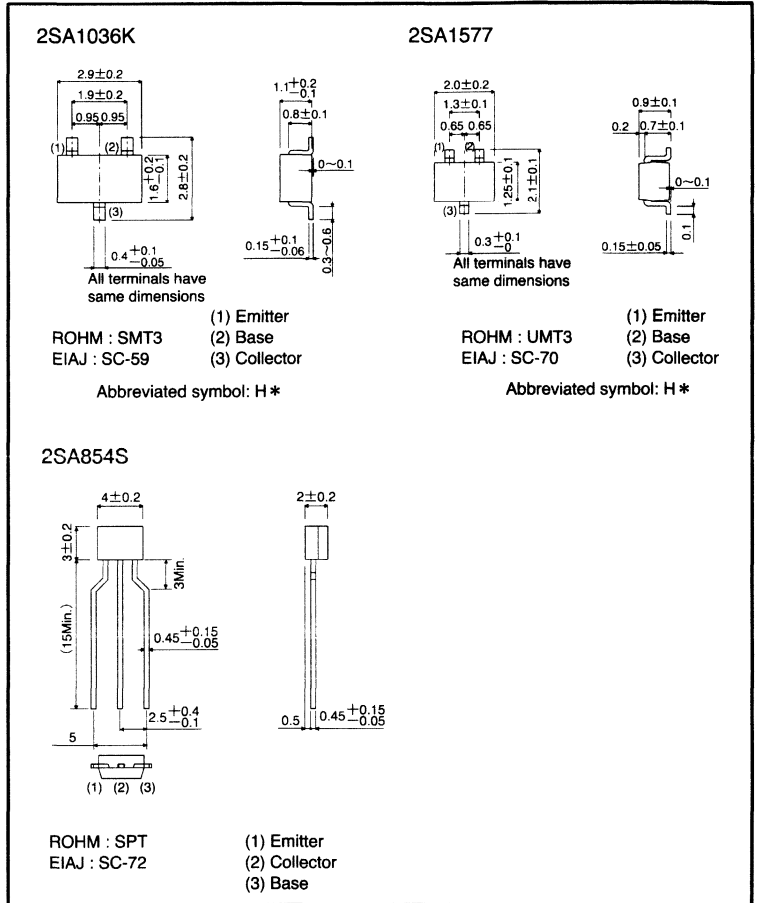 2SA1036K
2.9±0.2
1.9±0.2
0.95 0.95
(1)
(2)
(3)
1.6 +0.2 −0.1
2.8±0.2
0.4 +0.1 −0.05
All terminals have
same dimensions
1.1 +0.2 −0.1
0.8±0.1
0~0.1
0.15 +0.1 −0.06
0.3~0.6
ROHM : SMT3
EIAJ : SC-59
(1) Emitter
(2) Base
(3) Collector
Abbreviated symbol: H*
2SA1577
2.0±0.2
1.3±0.1
0.65 0.65
(1)
(2)
(3)
1.25±0.1
2.1±0.1
0.3 +0.1 −0
All terminals have
same dimensions
0.9±0.1
0.2
0.7±0.1
0~0.1
0.15±0.05
0.1
ROHM : UMT3
EIAJ : SC-70
(1) Emitter
(2) Base
(3) Collector
Abbreviated symbol: H*
2SA854S
4±0.2
3±0.2
(15Min.)
3Min.
0.45 +0.15 −0.05
2.5 +0.4 −0.1
5
(1) (2) (3)
2±0.2
0.5
0.45 +0.15 −0.05
ROHM : SPT
EIAJ : SC-72
(1) Emitter
(2) Collector
(3) Base